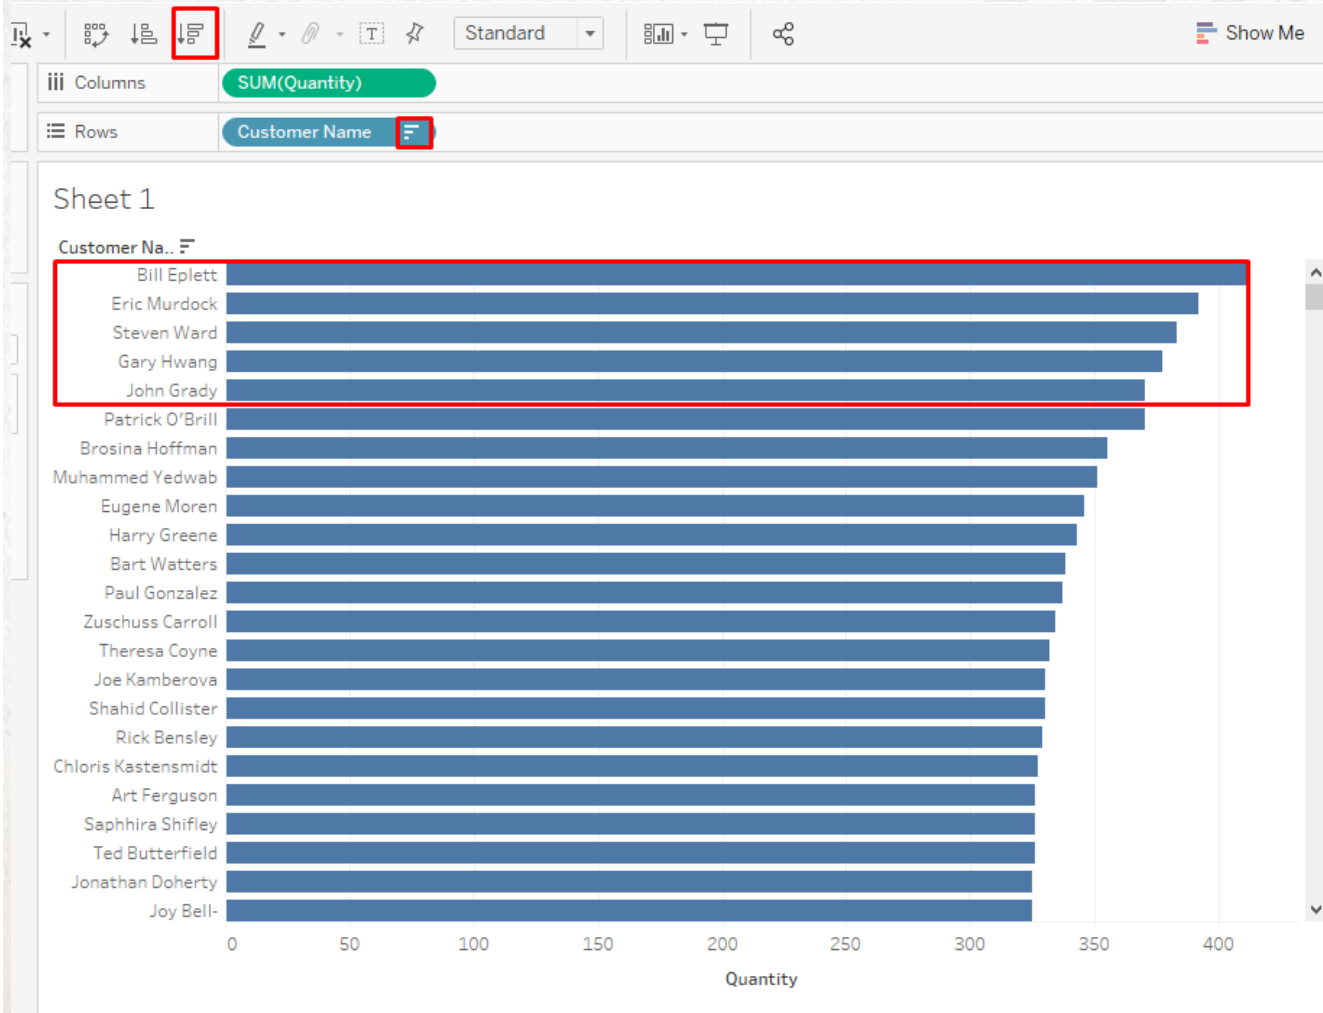 Standard Show Me
Columns SUM(Quantity)
Rows Customer Name
Sheet 1
Customer Na..
Bill Eplett
Eric Murdock
Steven Ward
Gary Hwang
John Grady
Patrick O'Brill
Brosina Hoffman
Muhammed Yedwab
Eugene Moren
Harry Greene
Bart Watters
Paul Gonzalez
Zuschuss Carroll
Theresa Coyne
Joe Kamberova
Shahid Collister
Rick Bensley
Chloris Kastensmidt
Art Ferguson
Saphhira Shifley
Ted Butterfield
Jonathan Doherty
Joy Bell-
0 50 100 150 200 250 300 350 400
Quantity